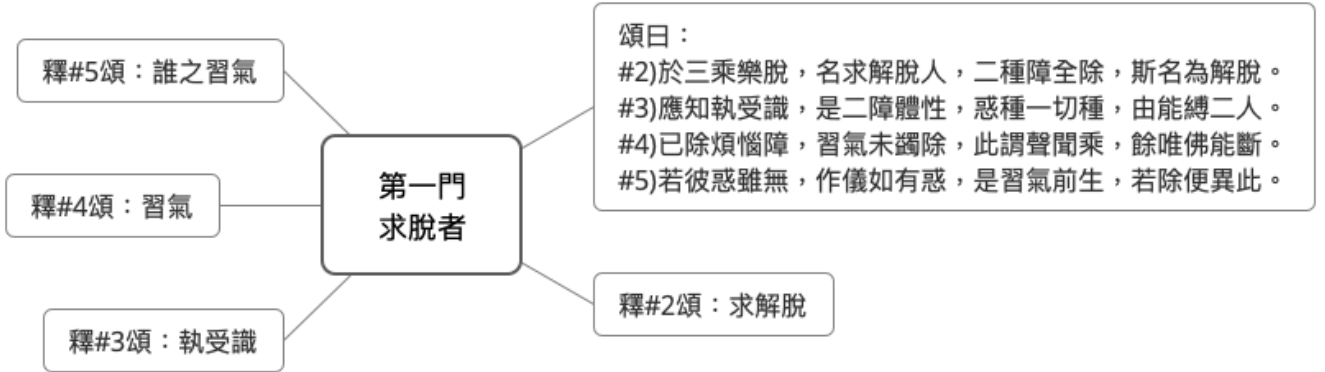 第一門
求脫者
頌曰：
#2)於三乘樂脫，名求解脫人，二種障全除，斯名為解脫。
#3)應知執受識，是二障體性，惑種一切種，由能縛二人。
#4)已除煩惱障，習氣未蠲除，此謂聲聞乘，餘唯佛能斷。
#5)若彼惑雖無，作儀如有惑，是習氣前生，若除便異此。
釋#2頌：求解脫
釋#3頌：執受識
釋#4頌：習氣
釋#5頌：誰之習氣